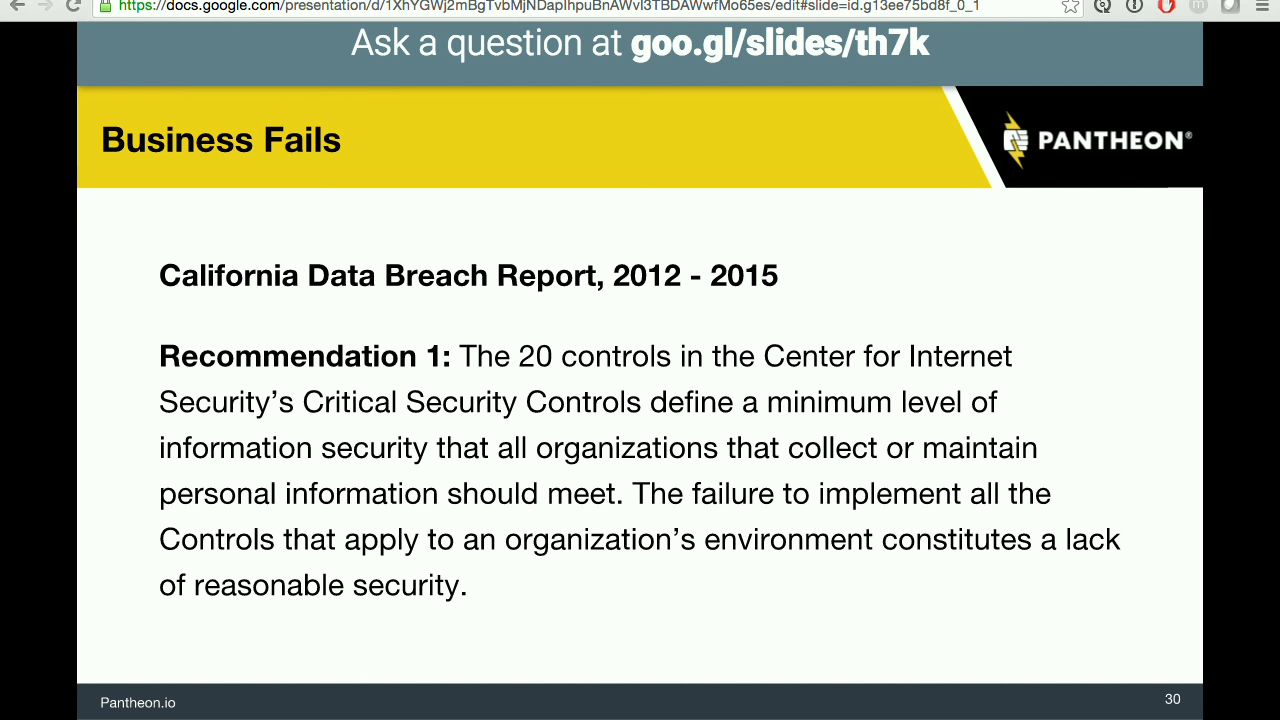 https://docs.google.com/presentation/d/1XhYGWj2mBgTvbMjNDapIhpuBnAWvl3TBDAWwfMo65es/edit#slide=id.g13ee75bd8f_0_1
Ask a question at goo.gl/slides/th7k
Business Fails
PANTHEON®
California Data Breach Report, 2012 - 2015
Recommendation 1: The 20 controls in the Center for Internet
Security’s Critical Security Controls define a minimum level of
information security that all organizations that collect or maintain
personal information should meet. The failure to implement all the
Controls that apply to an organization’s environment constitutes a lack
of reasonable security.
Pantheon.io
30